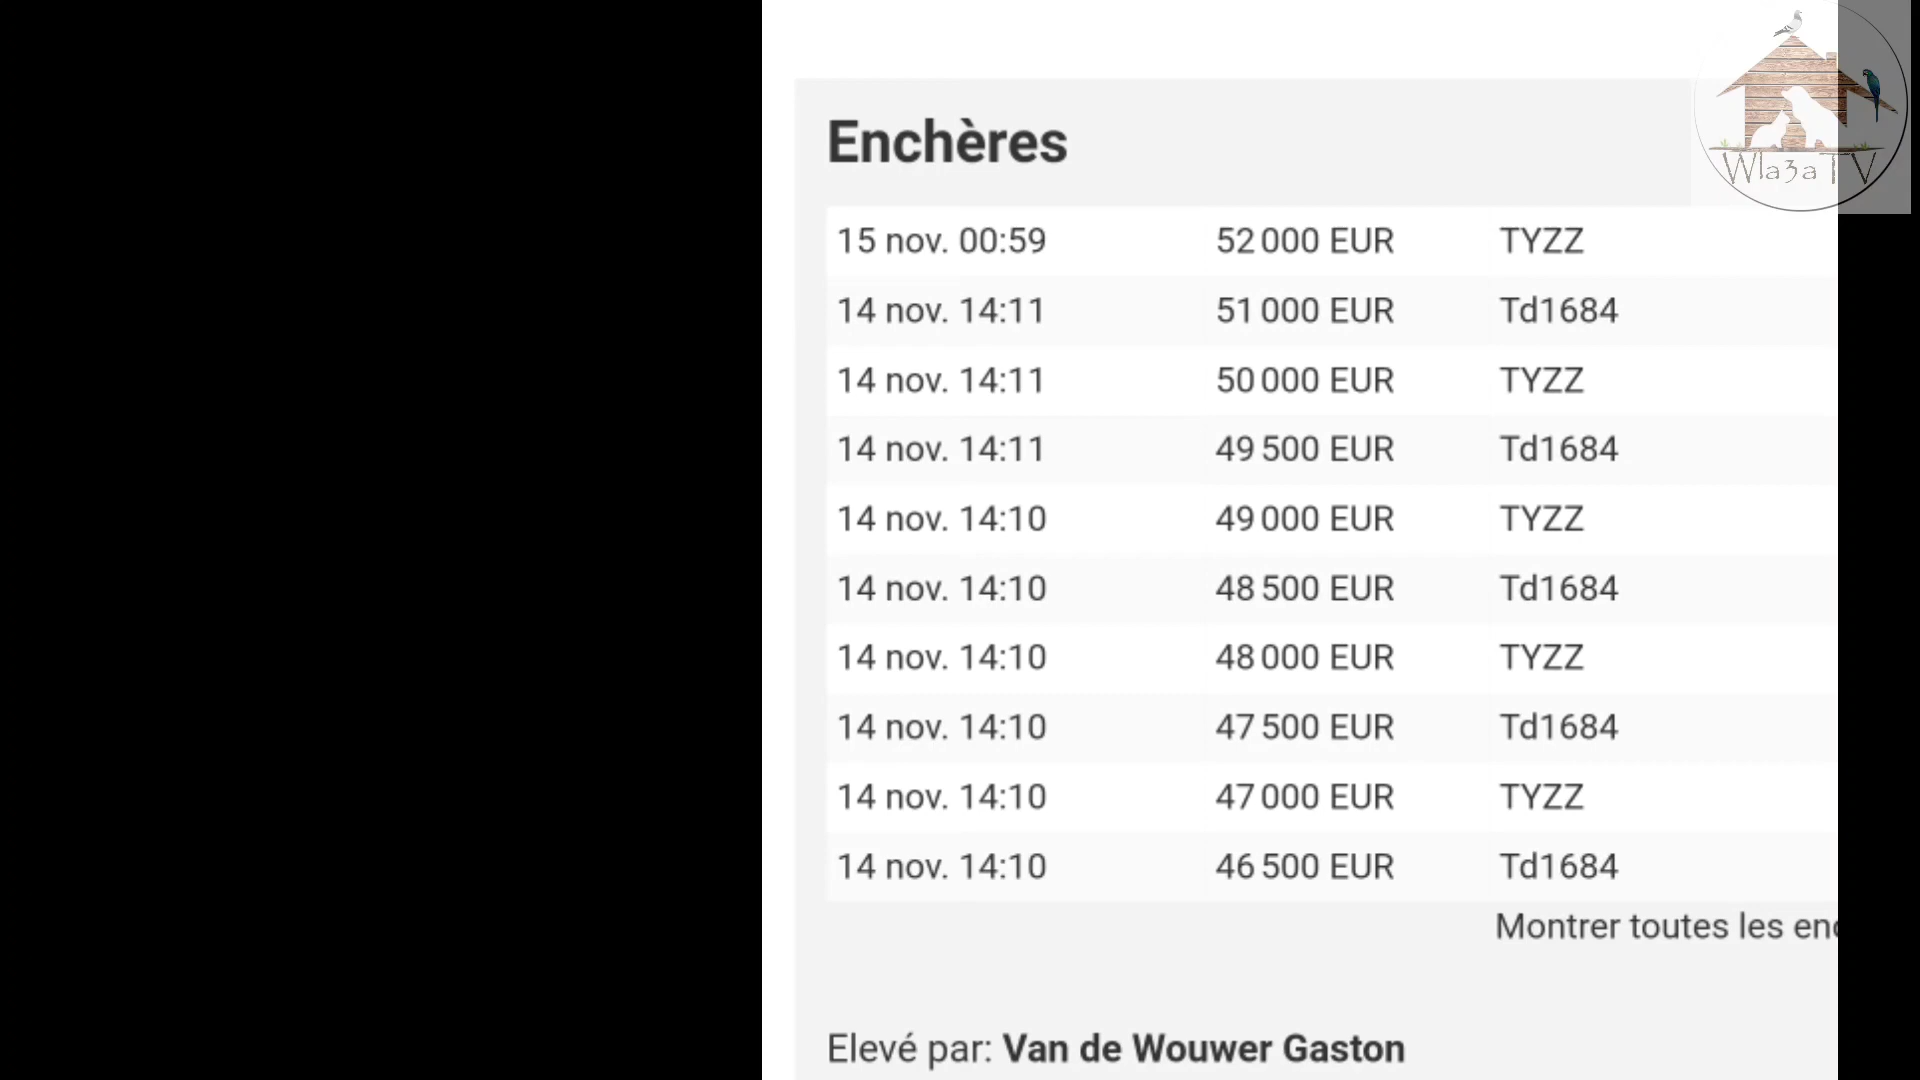 Wla3a TV
Enchères
15 nov. 00:59 52 000 EUR TYZZ
14 nov. 14:11 51 000 EUR Td1684
14 nov. 14:11 50 000 EUR TYZZ
14 nov. 14:11 49 500 EUR Td1684
14 nov. 14:10 49 000 EUR TYZZ
14 nov. 14:10 48 500 EUR Td1684
14 nov. 14:10 48 000 EUR TYZZ
14 nov. 14:10 47 500 EUR Td1684
14 nov. 14:10 47 000 EUR TYZZ
14 nov. 14:10 46 500 EUR Td1684
Montrer toutes les
Elevé par: Van de Wouwer Gaston